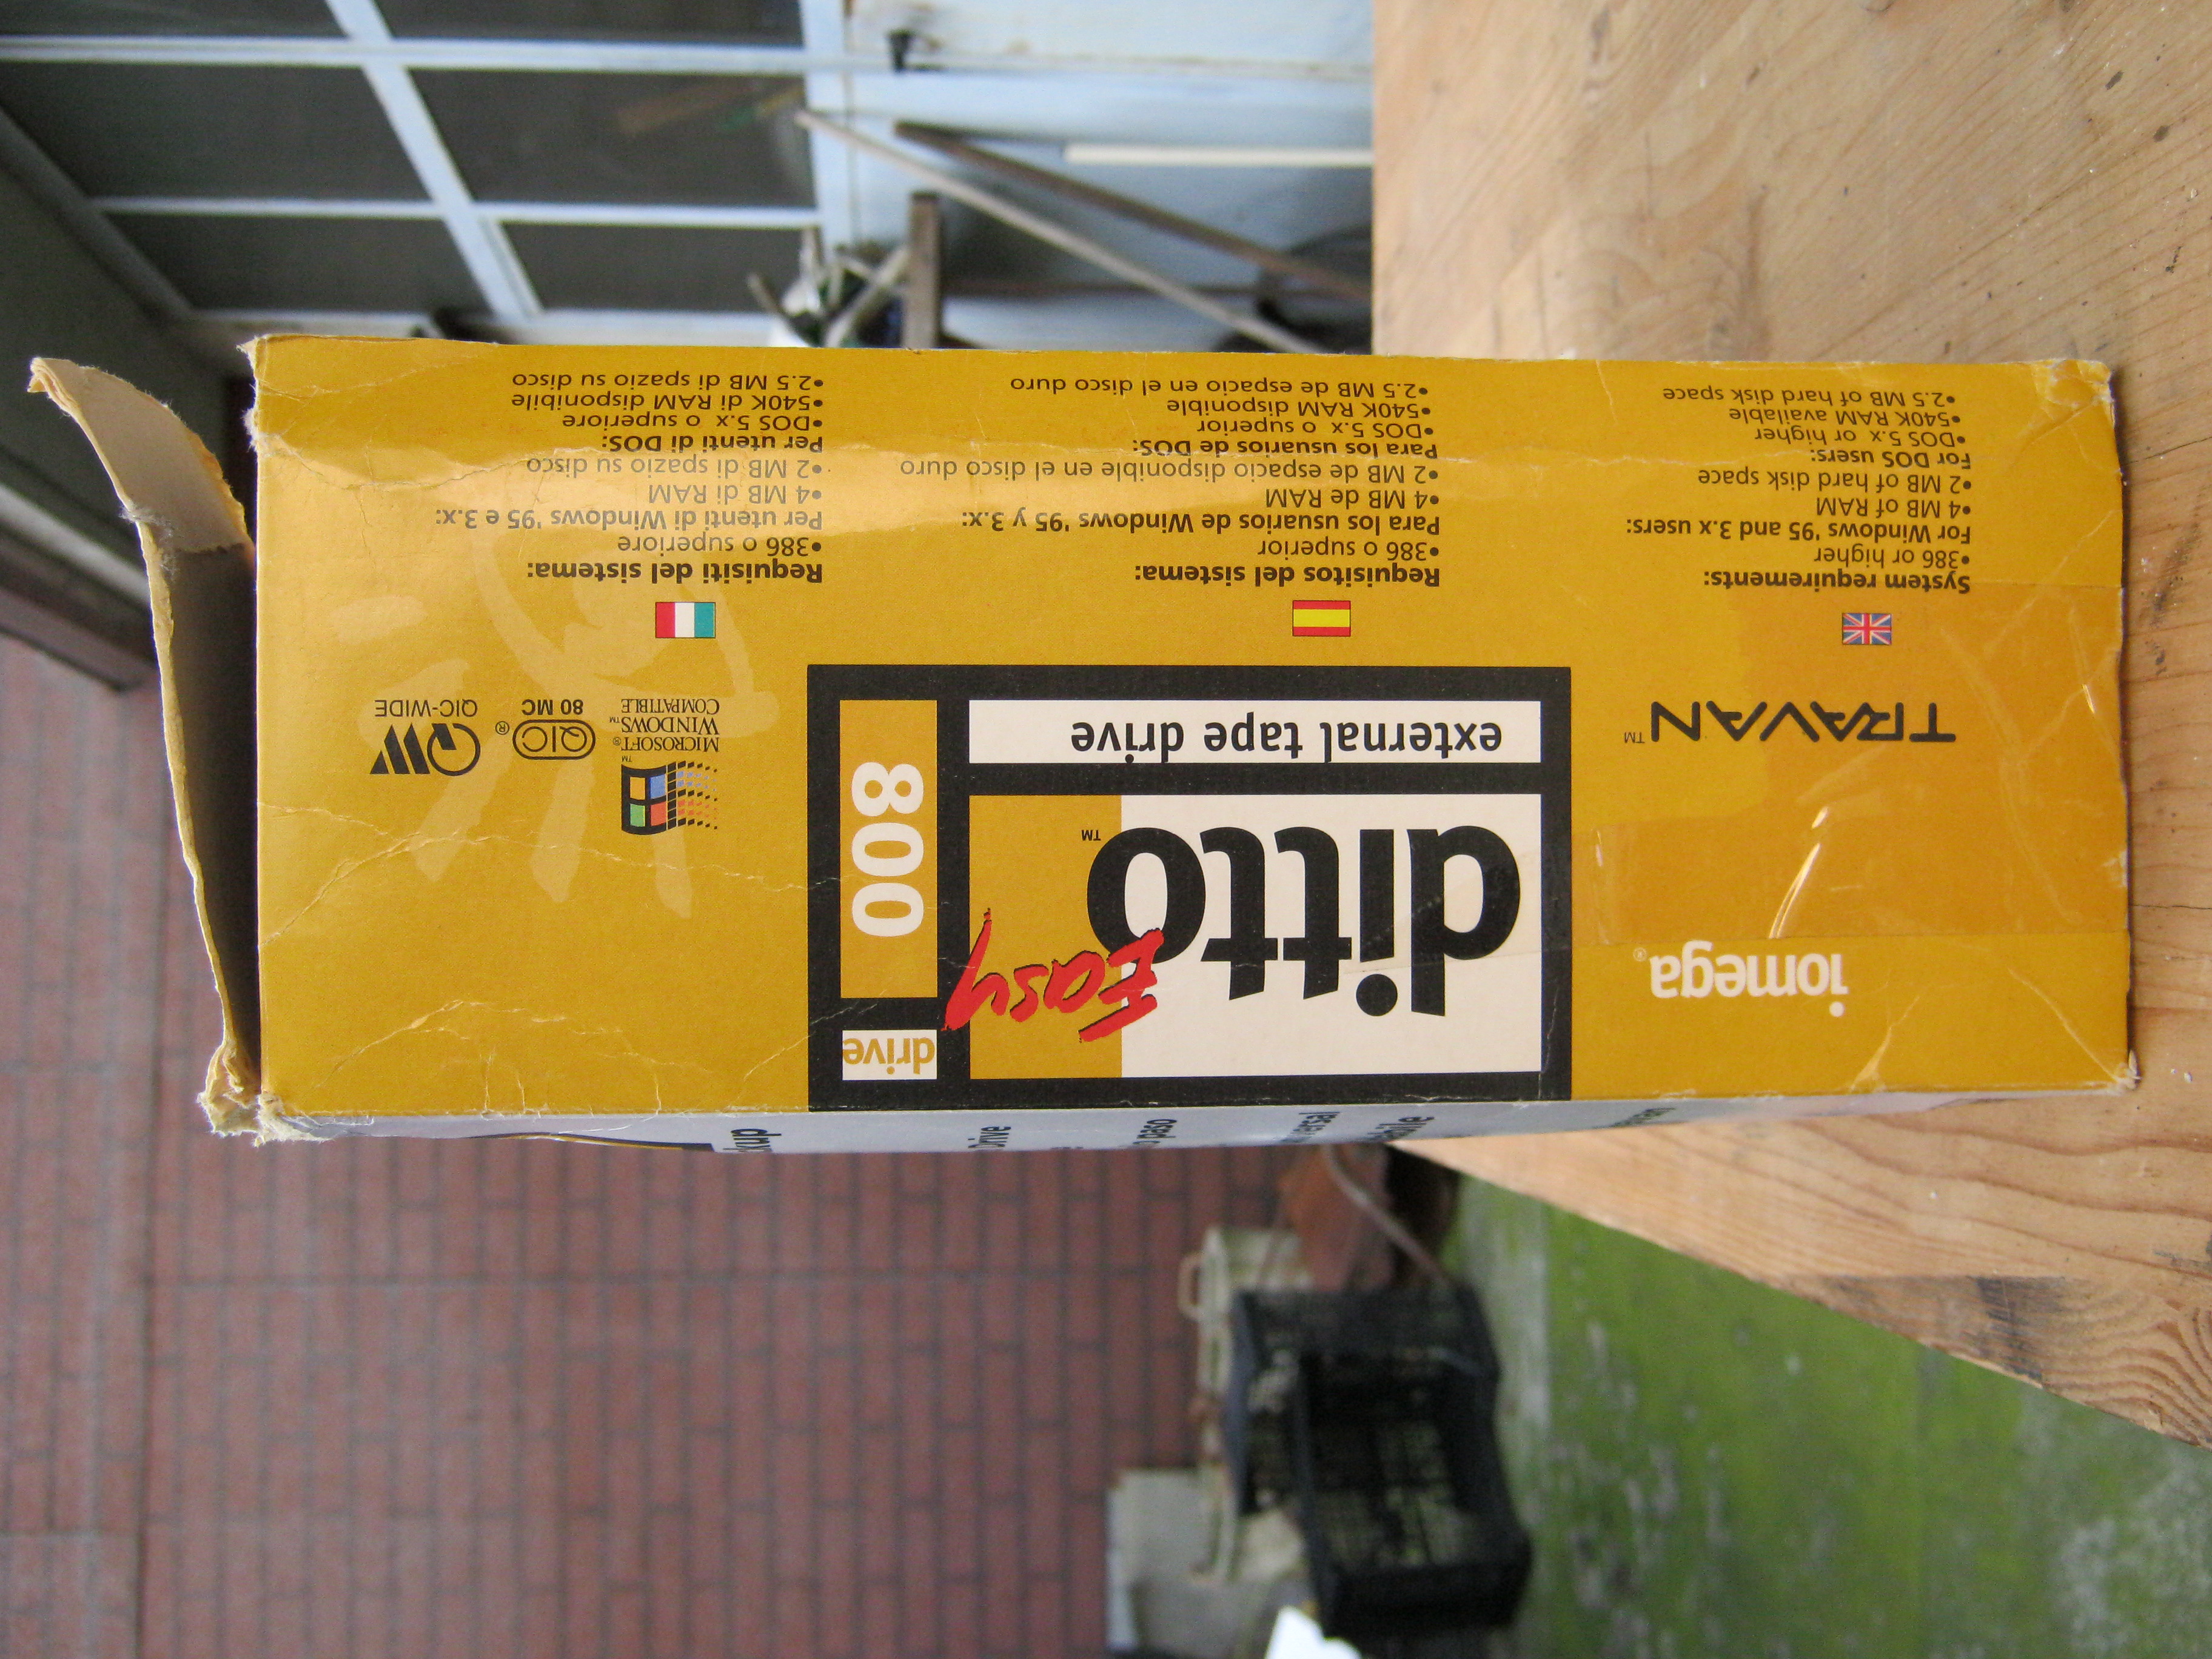 iomega®
TRAVAN™
ditto™
Easy
external tape drive
drive
800
MICROSOFT®
WINDOWS™
COMPATIBLE
QIC®
80 MC
QW
QIC-WIDE
System requirements:
•386 or higher
For Windows '95 and 3.x users:
•4 MB of RAM
•2 MB of hard disk space
For DOS users:
•DOS 5.x or higher
•540K RAM available
•2.5 MB of hard disk space
Requisitos del sistema:
•386 o superior
Para los usuarios de Windows '95 y 3.x:
•4 MB de RAM
•2 MB de espacio disponible en el disco duro
Para los usuarios de DOS:
•DOS 5.x o superior
•540K RAM disponible
•2.5 MB de espacio en el disco duro
Requisiti del sistema:
•386 o superiore
Per utenti di Windows '95 e 3.x:
•4 MB di RAM
•2 MB di spazio su disco
Per utenti di DOS:
•DOS 5.x o superiore
•540K di RAM disponibile
•2.5 MB di spazio su disco
paso